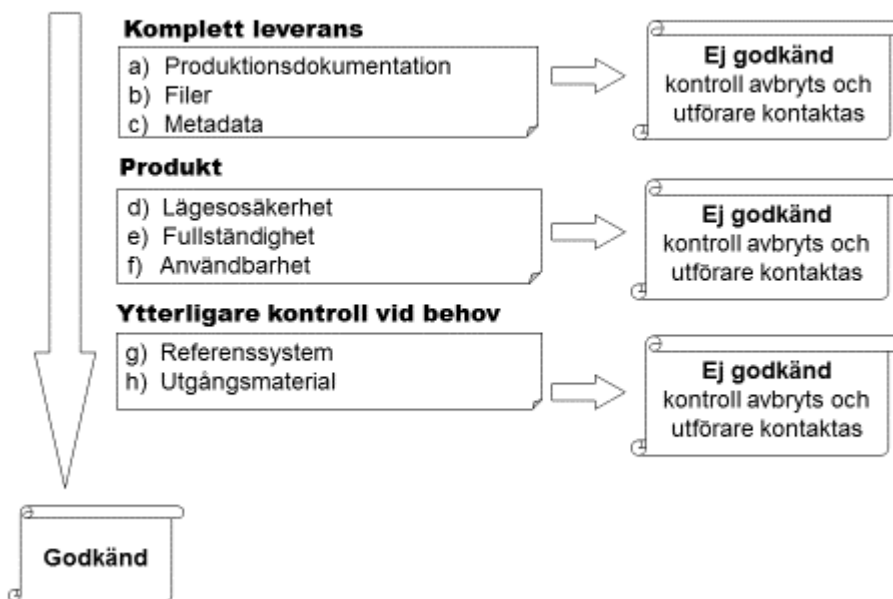 Komplett leverans
a) Produktionsdokumentation
b) Filer
c) Metadata
Ej godkänd
kontroll avbryts och
utförare kontaktas
Produkt
d) Lägesosäkerhet
e) Fullständighet
f) Användbarhet
Ej godkänd
kontroll avbryts och
utförare kontaktas
Ytterligare kontroll vid behov
g) Referenssystem
h) Utgångsmaterial
Ej godkänd
kontroll avbryts och
utförare kontaktas
Godkänd